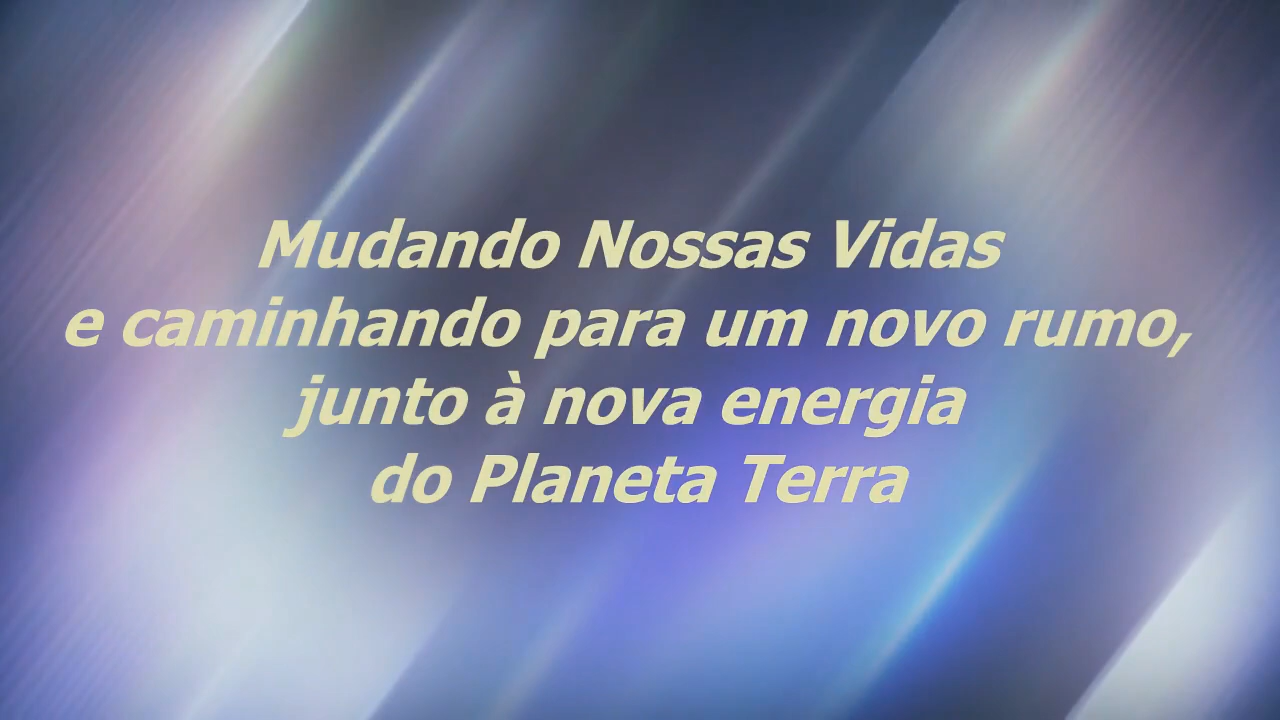 Mudando Nossas Vidas
e caminhando para um novo rumo,
junto à nova energia
do Planeta Terra